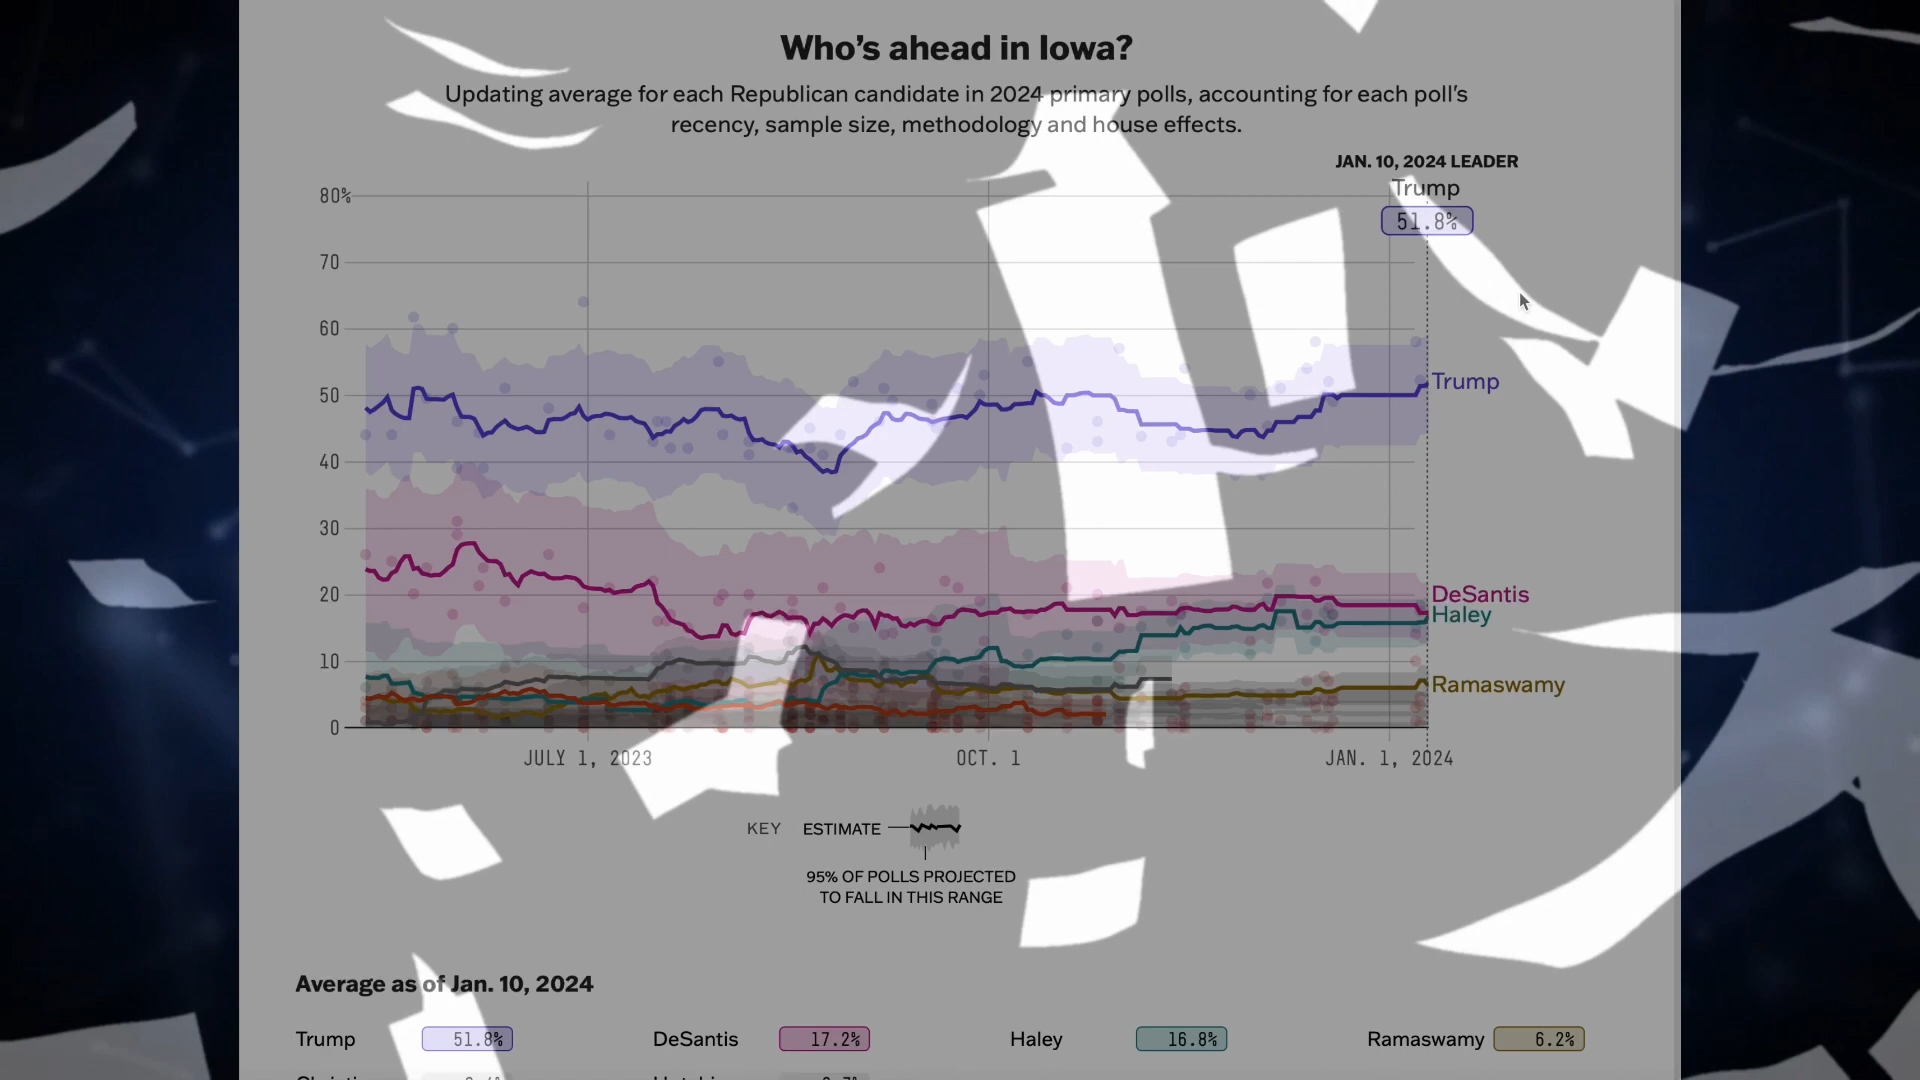 Who's ahead in Iowa?
Updating average for each Republican candidate in 2024 primary polls, accounting for each poll's
recency, sample size, methodology and house effects.
JAN. 10, 2024 LEADER
Trump
51.8%
80%
70
60
50
40
30
20
10
0
Trump
DeSantis
Haley
Ramaswamy
JULY 1, 2023
OCT. 1
JAN. 1, 2024
KEY
ESTIMATE
95% OF POLLS PROJECTED
TO FALL IN THIS RANGE
Average as of Jan. 10, 2024
Trump 51.8% DeSantis 17.2% Haley 16.8% Ramaswamy 6.2%